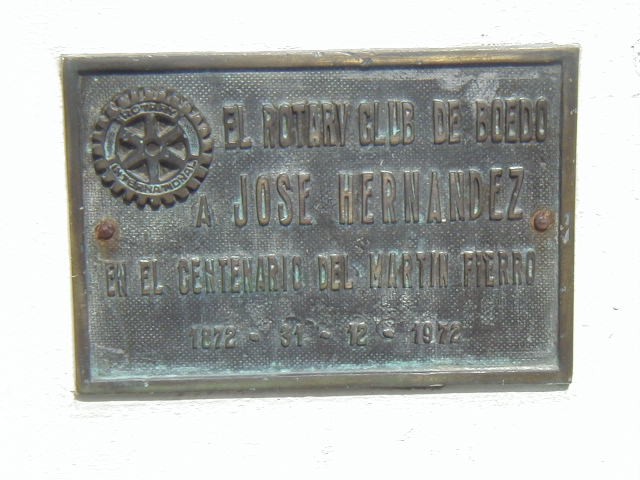 ROTARY
INTERNATIONAL
EL ROTARY CLUB DE BOEDO
A JOSE HERNANDEZ
EN EL CENTENARIO DEL MARTIN FIERRO
1872 - 31 - 12 - 1972